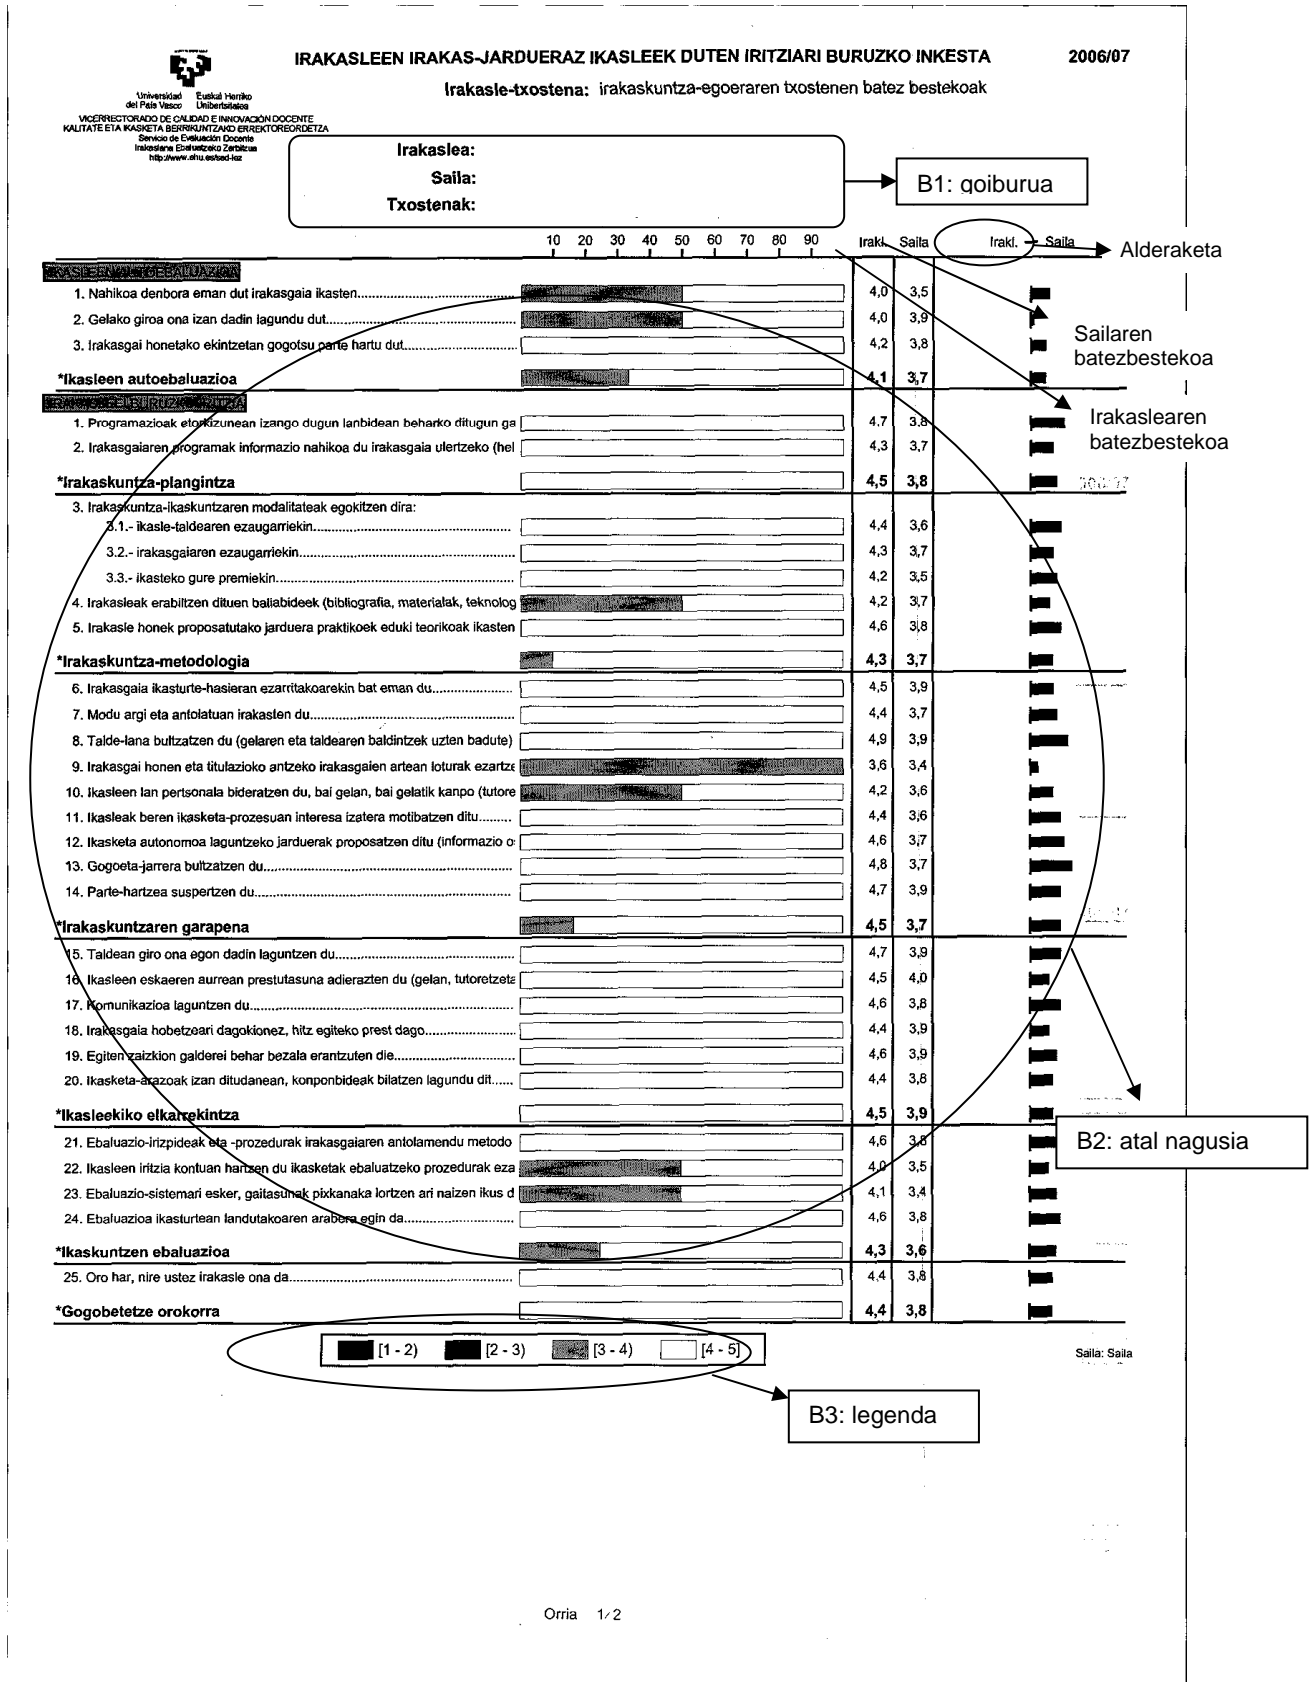 IRAKASLEEN IRAKAS-JARDUERAZ IKASLEEK DUTEN IRITZIARI BURUZKO INKESTA 2006/07
Irakasle-txostena: irakaskuntza-egoeraren txostenen batez bestekoak
Universidad Euskal Herriko
del País Vasco Unibertsitatea
VICERRECTORADO DE CALIDAD E INNOVACIÓN DOCENTE
KALITATE ETA IKASKETA BERRIKUNTZAKO ERREKTOREORDETZA
Servicio de Evaluación Docente
Irakaslana Ebaluatzeko Zerbitzua
http://www.ehu.es/sed-iez
Irakaslea:
Saila:
Txostenak:
B1: goiburua
10 20 30 40 50 60 70 80 90 Irakl. Saila Irakl. Saila
Alderaketa
IKASLEEN AUTOEBALUAZIOA
1. Nahikoa denbora eman dut irakasgaia ikasten 4,0 3,5
2. Gelako giroa ona izan dadin lagundu dut 4,0 3,9
3. Irakasgai honetako ekintzetan gogotsu parte hartu dut 4,2 3,8
Sailaren
batezbestekoa
*Ikasleen autoebaluazioa 4,1 3,7
Irakaslearen
batezbestekoa
1. Programazioak etorkizunean izango dugun lanbidean beharko ditugun ga 4,7 3,8
2. Irakasgaiaren programak informazio nahikoa du irakasgaia ulertzeko (hel 4,3 3,7
*Irakaskuntza-plangintza 4,5 3,8
3. Irakaskuntza-ikaskuntzaren modalitateak egokitzen dira:
3.1.- ikasle-taldearen ezaugarriekin 4,4 3,6
3.2.- irakasgaiaren ezaugarriekin 4,3 3,7
3.3.- ikasteko gure premiekin 4,2 3,5
4. Irakasleak erabiltzen dituen baliabideek (bibliografia, materialak, teknolog 4,2 3,7
5. Irakasle honek proposatutako jarduera praktikoek eduki teorikoak ikasten 4,6 3,8
*Irakaskuntza-metodologia 4,3 3,7
6. Irakasgaia ikasturte-hasieran ezarritakoarekin bat eman du 4,5 3,9
7. Modu argi eta antolatuan irakasten du 4,4 3,7
8. Talde-lana bultzatzen du (gelaren eta taldearen baldintzek uzten badute) 4,9 3,9
9. Irakasgai honen eta titulazioko antzeko irakasgaien artean loturak ezartze 3,6 3,4
10. Ikasleen lan pertsonala bideratzen du, bai gelan, bai gelatik kanpo (tutore 4,2 3,6
11. Ikasleak beren ikasketa-prozesuan interesa izatera motibatzen ditu 4,4 3,6
12. Ikasketa autonomoa laguntzeko jarduerak proposatzen ditu (informazio o 4,6 3,7
13. Gogoeta-jarrera bultzatzen du 4,8 3,7
14. Parte-hartzea suspertzen du 4,7 3,9
*Irakaskuntzaren garapena 4,5 3,7
15. Taldean giro ona egon dadin laguntzen du 4,7 3,9
16. Ikasleen eskaeren aurrean prestutasuna adierazten du (gelan, tutoretzeta 4,5 4,0
17. Komunikazioa laguntzen du 4,6 3,8
18. Irakasgaia hobetzeari dagokionez, hitz egiteko prest dago 4,4 3,9
19. Egiten zaizkion galderei behar bezala erantzuten die 4,6 3,9
20. Ikasketa-arazoak izan ditudanean, konponbideak bilatzen lagundu dit 4,4 3,8
*Ikasleekiko elkarrekintza 4,5 3,9
B2: atal nagusia
21. Ebaluazio-irizpideak eta -prozedurak irakasgaiaren antolamendu metodo 4,6 3,8
22. Ikasleen iritzia kontuan hartzen du ikasketak ebaluatzeko prozedurak eza 4,0 3,5
23. Ebaluazio-sistemari esker, gaitasunak pixkanaka lortzen ari naizen ikus d 4,1 3,4
24. Ebaluazioa ikasturtean landutakoaren arabera egin da 4,6 3,8
*Ikaskuntzen ebaluazioa 4,3 3,6
25. Oro har, nire ustez irakasle ona da 4,4 3,8
*Gogobetetze orokorra 4,4 3,8
[1 - 2) [2 - 3) [3 - 4) [4 - 5]
Saila: Saila
B3: legenda
Orria 1/2